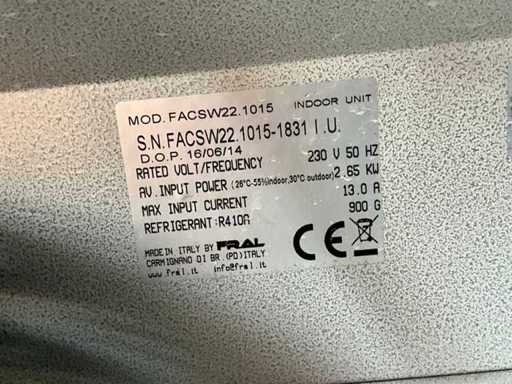 MOD. FACSW22.1015 INDOOR UNIT
S.N.FACSW22.1015-1831 I.U.
D.O.P. 16/06/14
RATED VOLT/FREQUENCY 230 V 50 HZ
AV.INPUT POWER (26°C-55%indoor,30°C outdoor) 2.65 KW
MAX INPUT CURRENT 13.0 A
REFRIGERANT:R410A 900 G
MADE IN ITALY BY FRAL
CARMIGNANO DI BR.(PD)ITALY
www.fral.it info@fral.it
CE